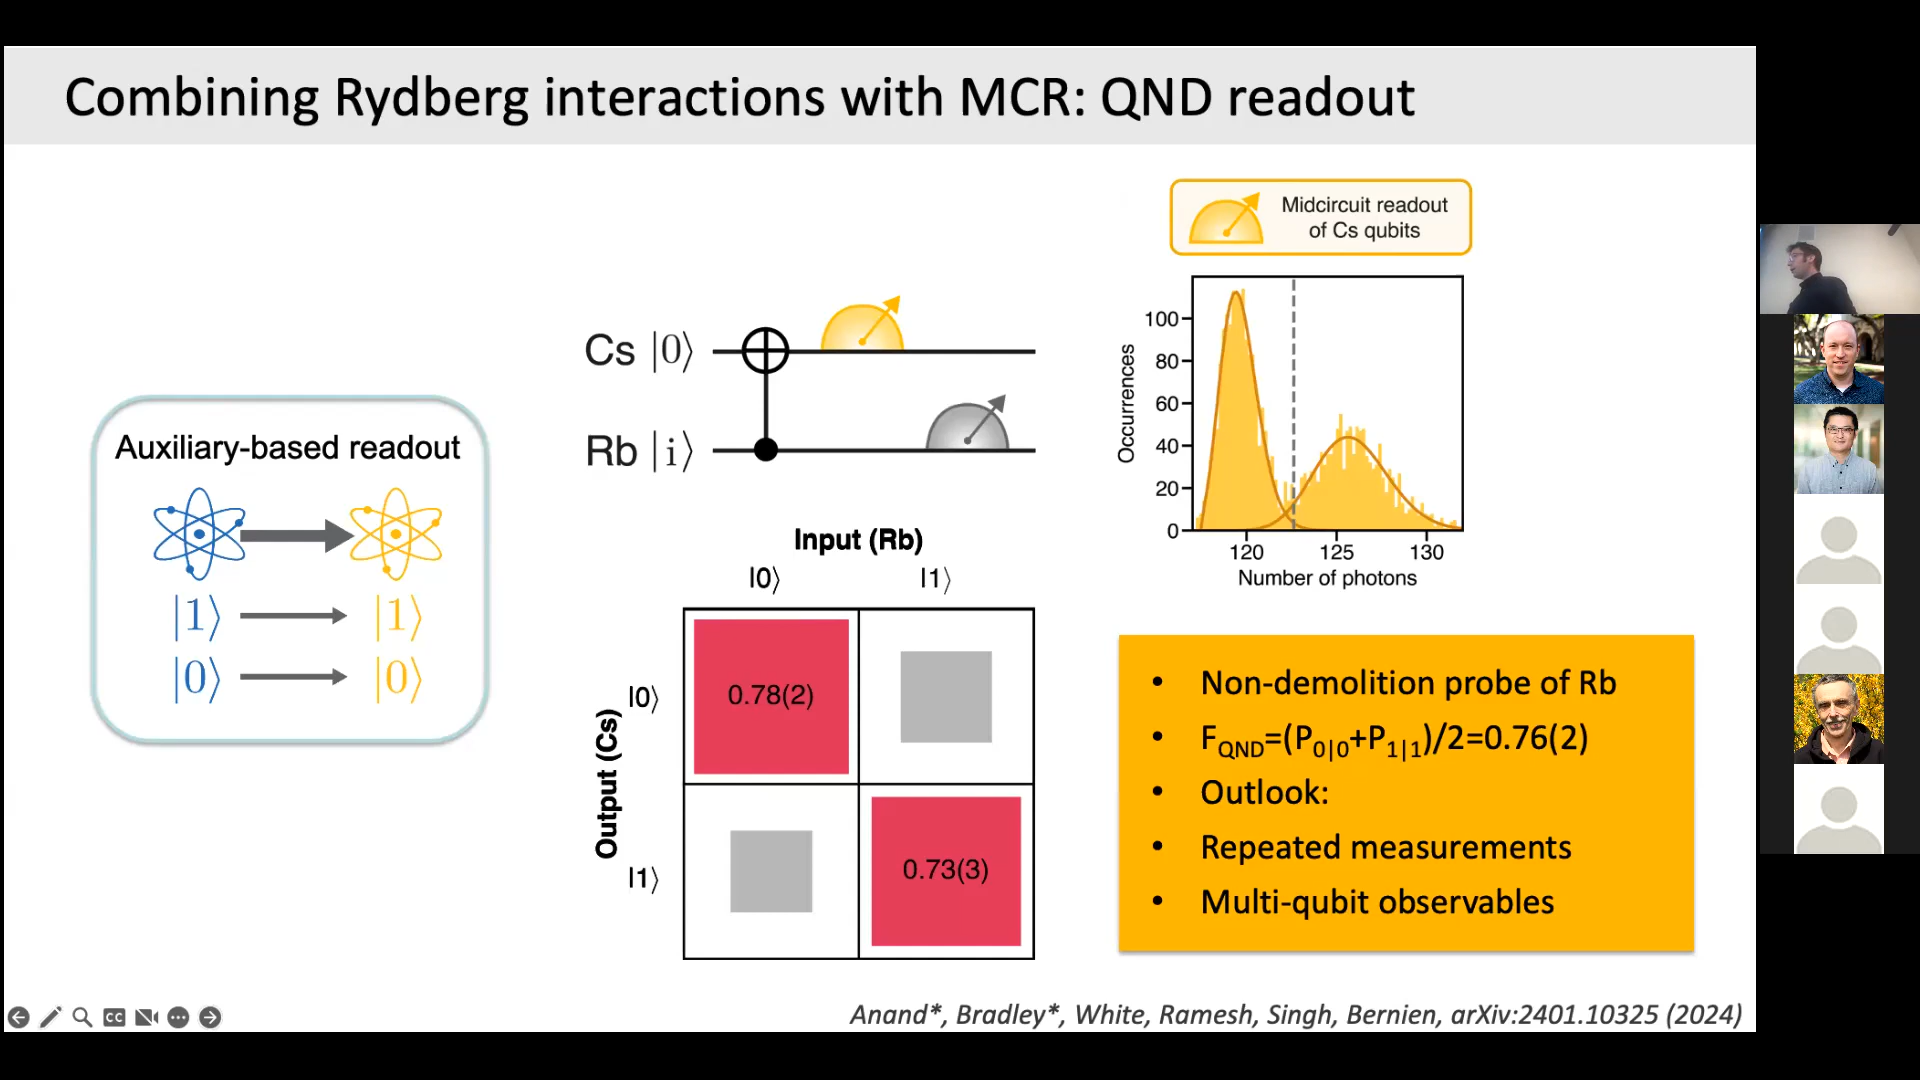 Combining Rydberg interactions with MCR: QND readout
Auxiliary-based readout
|1⟩ |1⟩
|0⟩ |0⟩
Cs |0⟩
Rb |i⟩
Input (Rb)
|0⟩ |1⟩
Output (Cs)
|0⟩
0.78(2)
|1⟩
0.73(3)
Midcircuit readout
of Cs qubits
Occurrences
100
80
60
40
20
0
120 125 130
Number of photons
• Non-demolition probe of Rb
• F_QND=(P_0|0+P_1|1)/2=0.76(2)
• Outlook:
• Repeated measurements
• Multi-qubit observables
Anand*, Bradley*, White, Ramesh, Singh, Bernien, arXiv:2401.10325 (2024)
CC